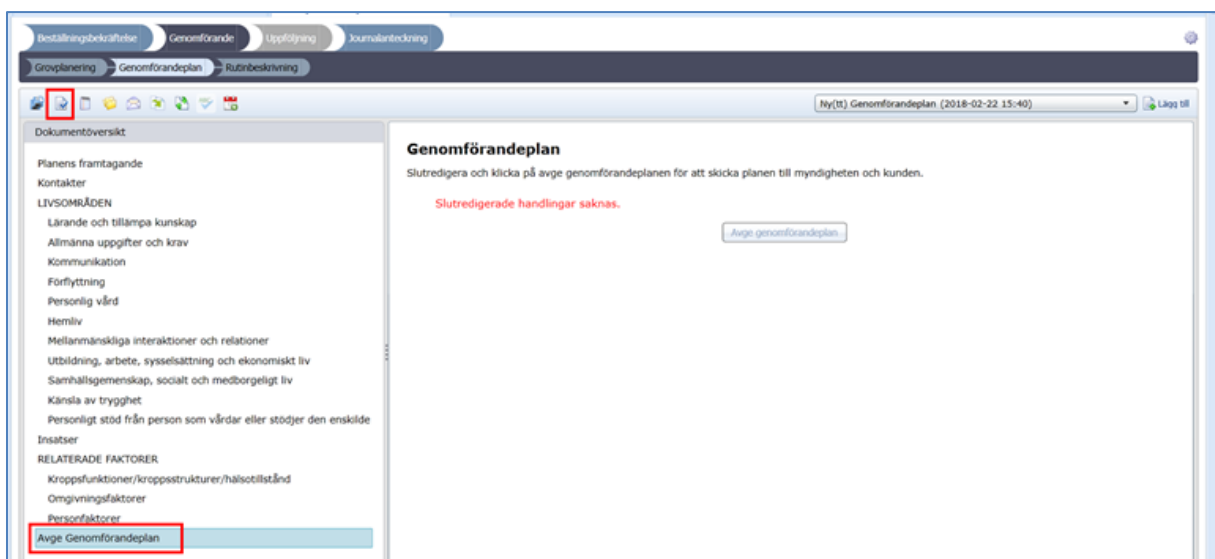 Beställningsbekräftelse Genomförande Uppföljning Journalanteckning
Grovplanering Genomförandeplan Rutinbeskrivning
Ny(tt) Genomförandeplan (2018-02-22 15:40) Lägg till
Dokumentöversikt
Planens framtagande
Kontakter
LIVSOMRÅDEN
Lärande och tillämpa kunskap
Allmänna uppgifter och krav
Kommunikation
Förflyttning
Personlig vård
Hemliv
Mellanmänskliga interaktioner och relationer
Utbildning, arbete, sysselsättning och ekonomiskt liv
Samhällsgemenskap, socialt och medborgeligt liv
Känsla av trygghet
Personligt stöd från person som vårdar eller stödjer den enskilde
Insatser
RELATERADE FAKTORER
Kroppsfunktioner/kroppsstrukturer/hälsotillstånd
Omgivningsfaktorer
Personfaktorer
Avge Genomförandeplan
Genomförandeplan
Slutredigera och klicka på avge genomförandeplanen för att skicka planen till myndigheten och kunden.
Slutredigerade handlingar saknas.
Avge genomförandeplan